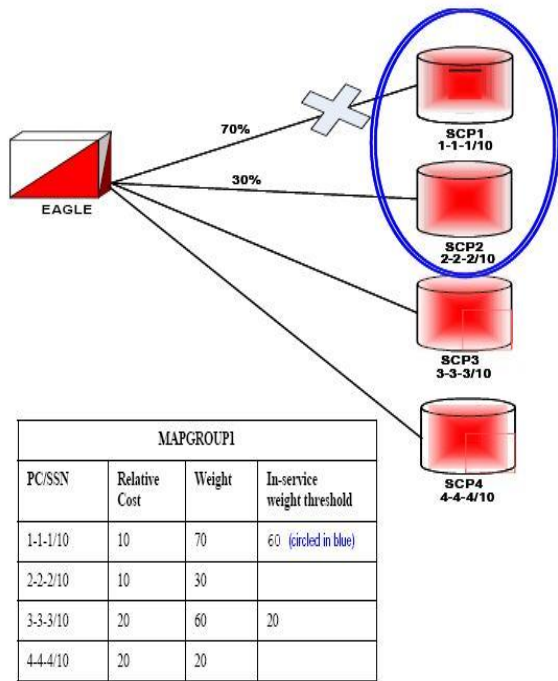 70%
SCP1
1-1-1/10
30%
EAGLE
SCP2
2-2-2/10
SCP3
3-3-3/10
SCP4
4-4-4/10
MAPGROUP1
PC/SSN Relative Cost Weight In-service weight threshold
1-1-1/10 10 70 60 (circled in blue)
2-2-2/10 10 30
3-3-3/10 20 60 20
4-4-4/10 20 20